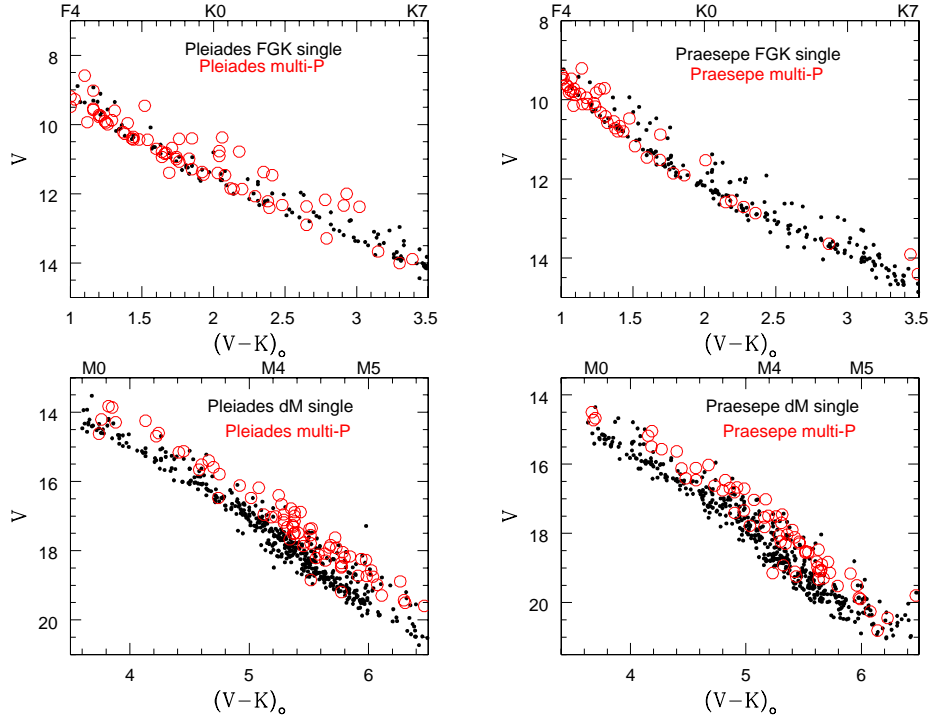 F4 K0 K7
Pleiades FGK single
Pleiades multi-P
8
10
12
14
V
1 1.5 2 2.5 3 3.5
(V−K)o
F4 K0 K7
Praesepe FGK single
Praesepe multi-P
8
10
12
14
V
1 1.5 2 2.5 3 3.5
(V−K)o
M0 M4 M5
Pleiades dM single
Pleiades multi-P
14
16
18
20
V
4 5 6
(V−K)o
M0 M4 M5
Praesepe dM single
Praesepe multi-P
14
16
18
20
V
4 5 6
(V−K)o